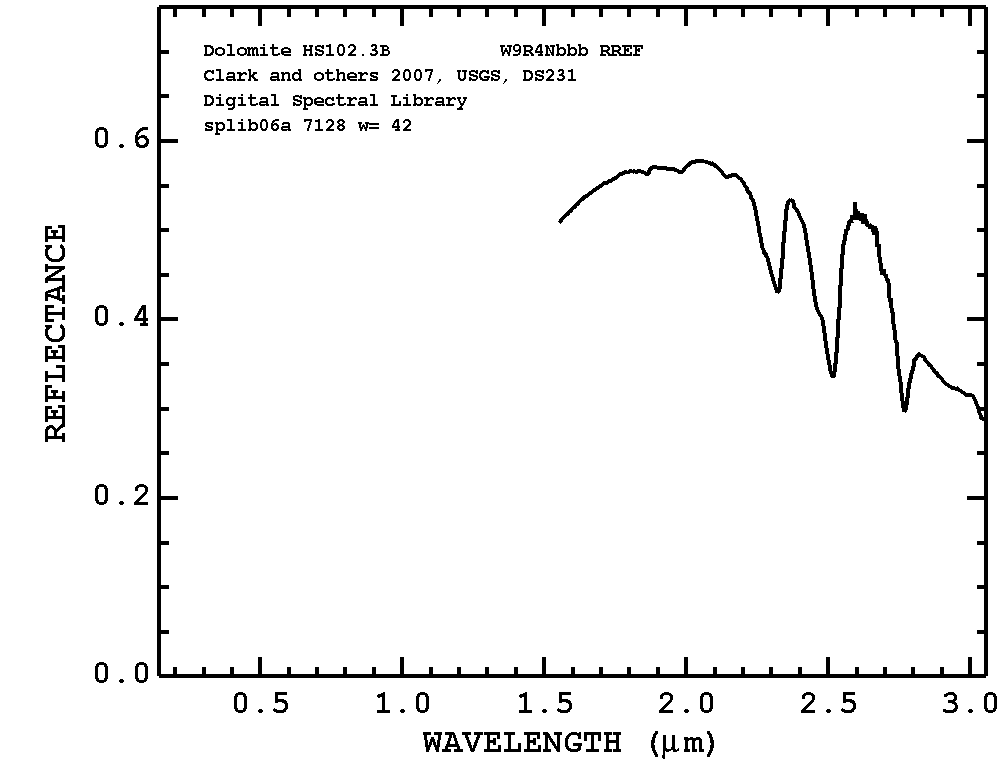 Dolomite HS102.3B W9R4Nbbb RREF
Clark and others 2007, USGS, DS231
Digital Spectral Library
splib06a 7128 w= 42
REFLECTANCE
0.6
0.4
0.2
0.0
0.5 1.0 1.5 2.0 2.5 3.0
WAVELENGTH (μm)